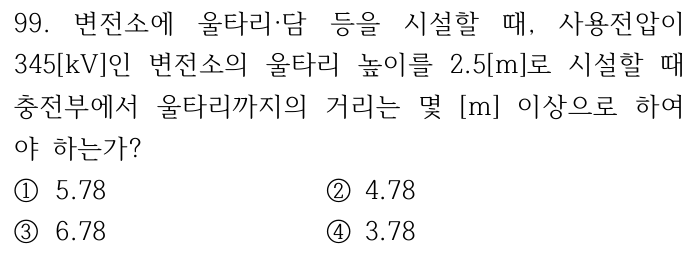 99. 변전소에 울타리·담 등을 시설할 때, 사용전압이
345[kV]인 변전소의 울타리 높이를 2.5[m]로 시설할 때
충전부에서 울타리까지의 거리는 몇 [m] 이상으로 하여
야 하는가?
① 5.78 ② 4.78
③ 6.78 ④ 3.78